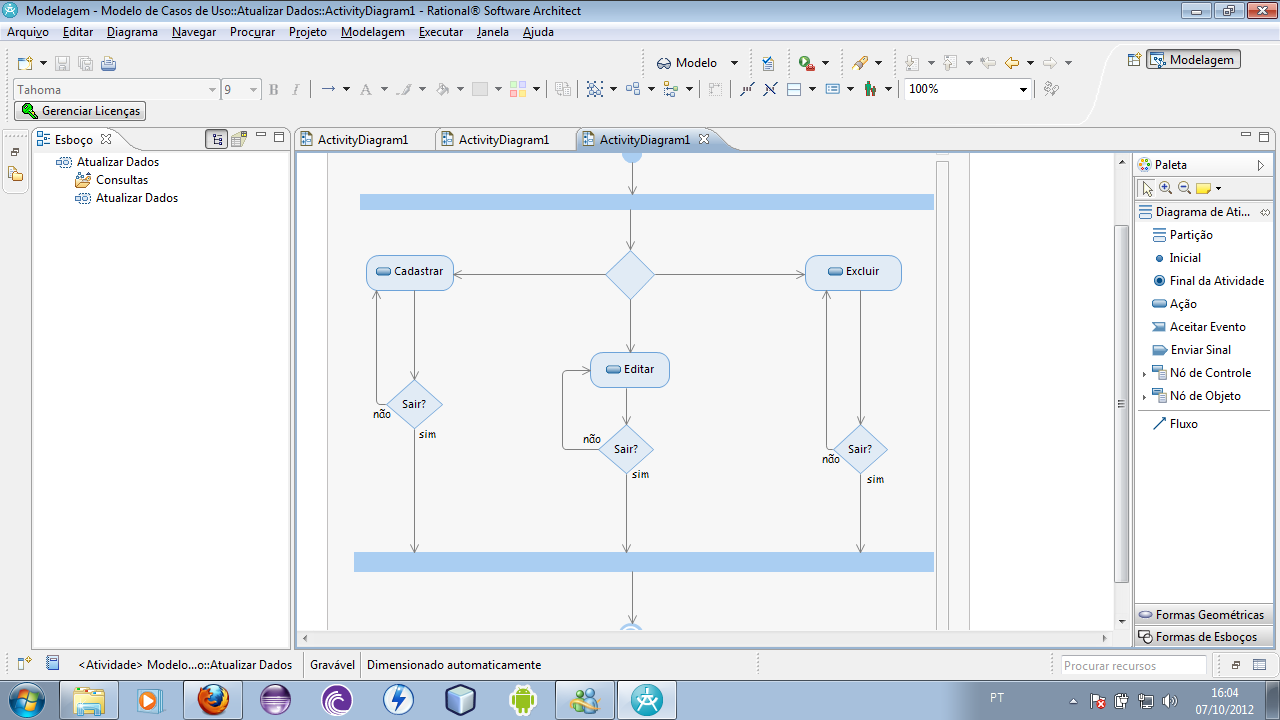 Modelagem - Modelo de Casos de Uso::Atualizar Dados::ActivityDiagram1 - Rational® Software Architect
Arquivo Editar Diagrama Navegar Procurar Projeto Modelagem Executar Janela Ajuda
Modelo
Modelagem
Tahoma 9 B I A 100%
Gerenciar Licenças
Esboço
ActivityDiagram1 ActivityDiagram1 ActivityDiagram1
Atualizar Dados
Consultas
Atualizar Dados
Cadastrar
Excluir
Editar
Sair?
não
sim
Sair?
não
sim
Sair?
não
sim
Paleta
Diagrama de Ati...
Partição
Inicial
Final da Atividade
Ação
Aceitar Evento
Enviar Sinal
Nó de Controle
Nó de Objeto
Fluxo
Formas Geométricas
Formas de Esboços
<Atividade> Modelo...o::Atualizar Dados Gravável Dimensionado automaticamente Procurar recursos
PT
16:04
07/10/2012